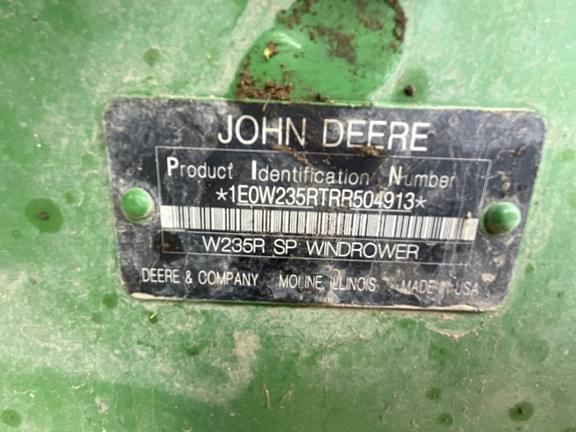 JOHN DEERE
Product Identification Number
*1E0W235RTRR504913*
W235R SP WINDROWER
DEERE & COMPANY MOLINE, ILLINOIS MADE IN USA